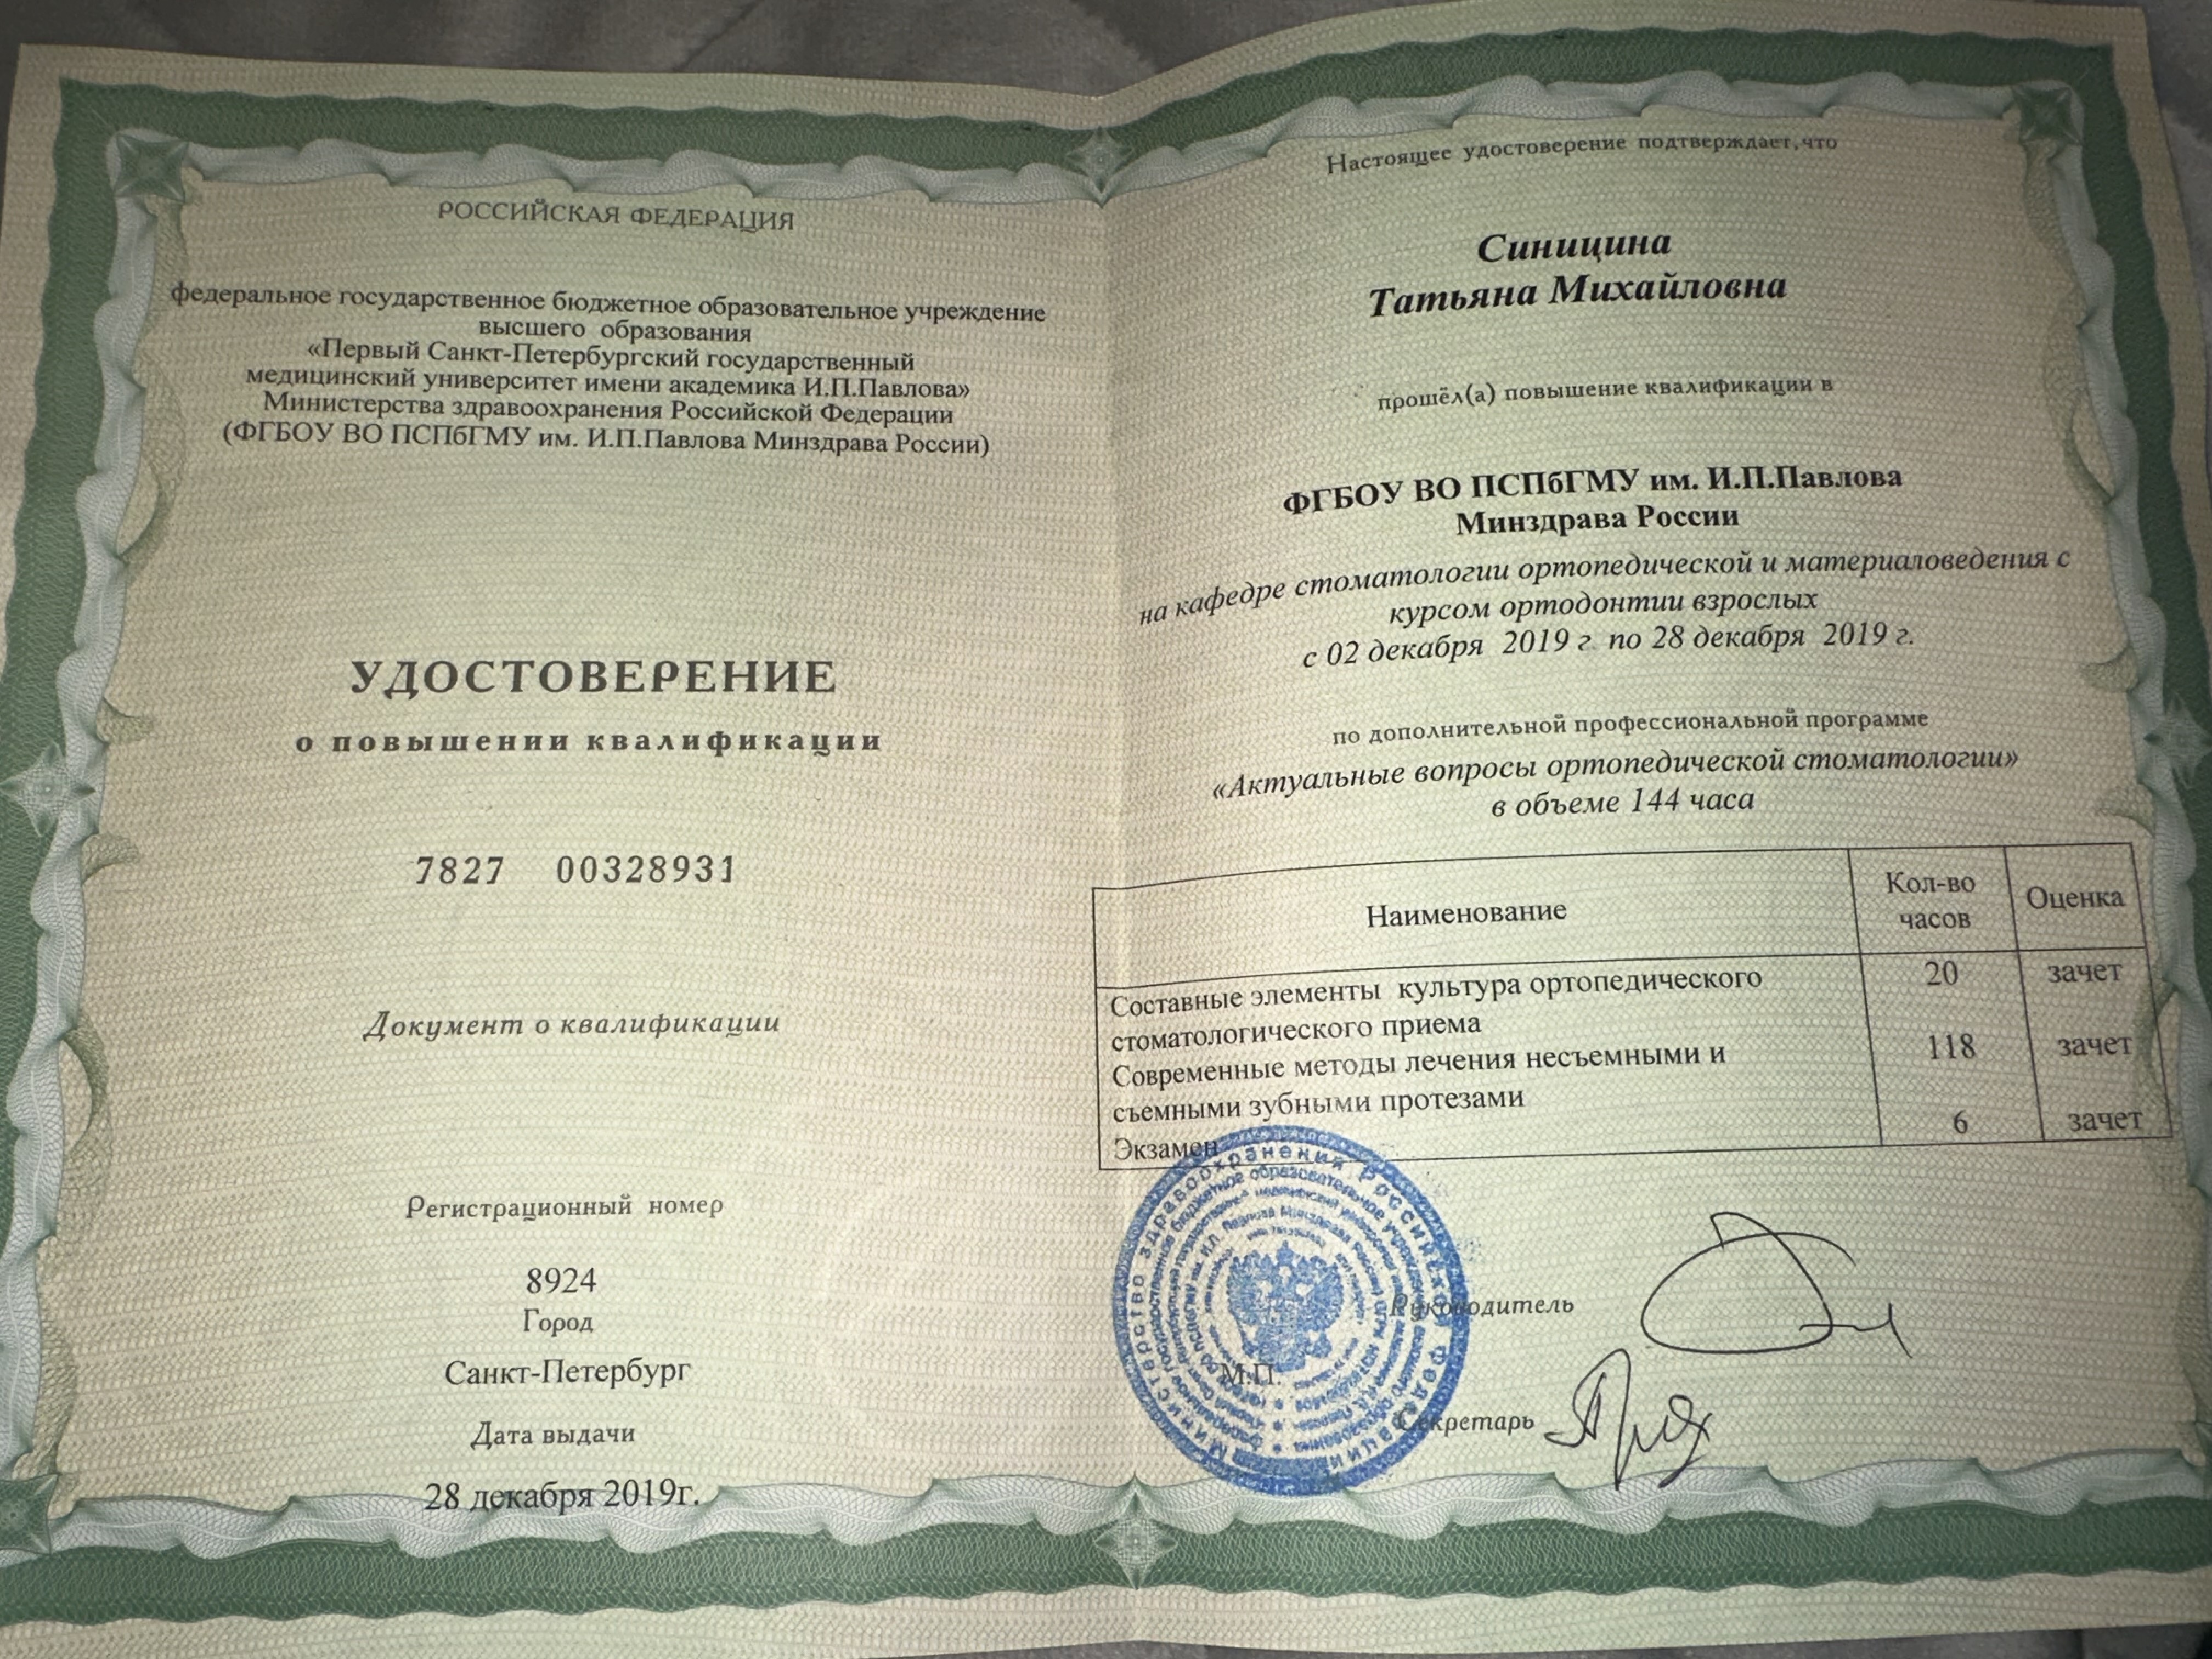 РОССИЙСКАЯ ФЕДЕРАЦИЯ
федеральное государственное бюджетное образовательное учреждение
высшего образования
«Первый Санкт-Петербургский государственный
медицинский университет имени академика И.П.Павлова»
Министерства здравоохранения Российской Федерации
(ФГБОУ ВО ПСПбГМУ им. И.П.Павлова Минздрава России)
УДОСТОВЕРЕНИЕ
о повышении квалификации
7827 00328931
Документ о квалификации
Регистрационный номер
8924
Город
Санкт-Петербург
Дата выдачи
28 декабря 2019г.
Настоящее удостоверение подтверждает,что
Синицина
Татьяна Михайловна
прошёл(а) повышение квалификации в
ФГБОУ ВО ПСПбГМУ им. И.П.Павлова
Минздрава России
на кафедре стоматологии ортопедической и материаловедения с
курсом ортодонтии взрослых
с 02 декабря 2019 г. по 28 декабря 2019 г.
по дополнительной профессиональной программе
«Актуальные вопросы ортопедической стоматологии»
в объеме 144 часа
Наименование
Кол-во
часов
Оценка
Составные элементы культура ортопедического
стоматологического приема
20
зачет
Современные методы лечения несъемными и
съемными зубными протезами
118
зачет
Экзамен
6
зачет
Министерство здравоохранения Российской Федерации
Руководитель
М.П.
Секретарь